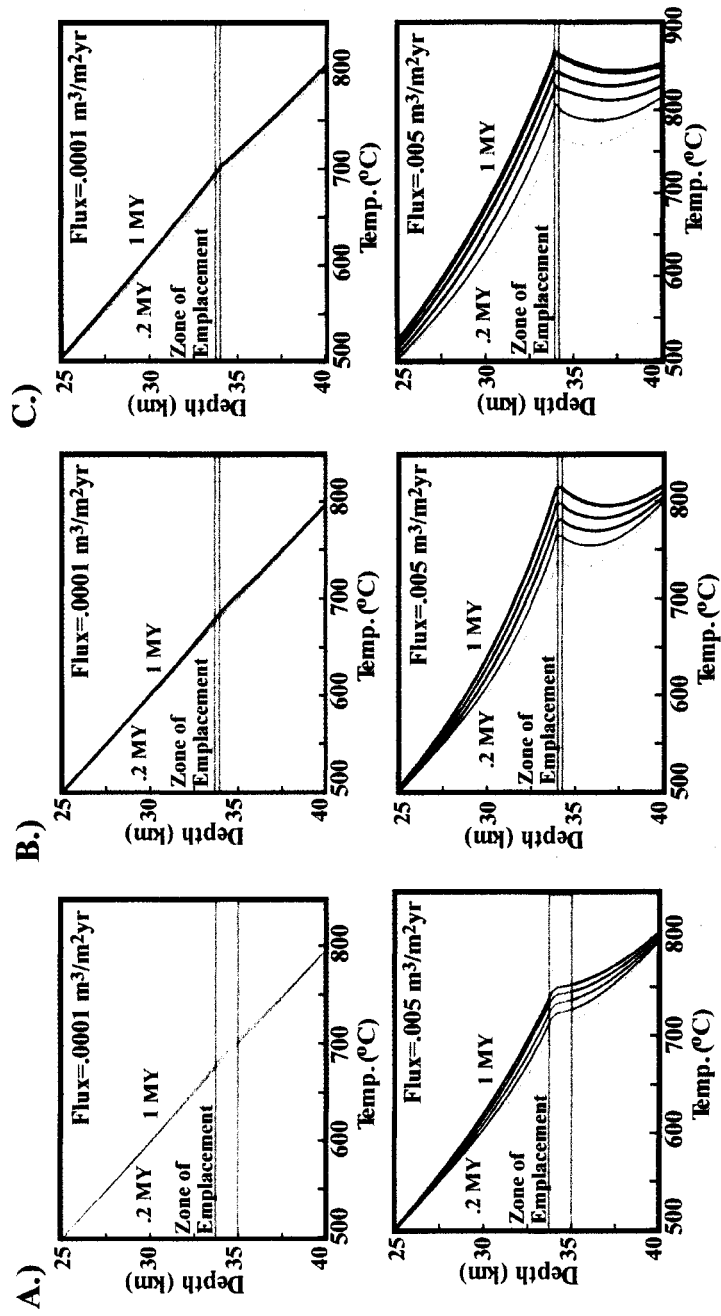 A.)
25
30
35
40
Depth (km)
Flux=.0001 m³/m²yr
.2 MY
1 MY
Zone of
Emplacement
500
600
700
800
Temp.(ºC)
25
30
35
40
Depth (km)
Flux=.005 m³/m²yr
.2 MY
1 MY
Zone of
Emplacement
500
600
700
800
Temp.(ºC)
B.)
25
30
35
40
Depth (km)
Flux=.0001 m³/m²yr
.2 MY
1 MY
Zone of
Emplacement
500
600
700
800
Temp.(ºC)
25
30
35
40
Depth (km)
Flux=.005 m³/m²yr
.2 MY
1 MY
Zone of
Emplacement
500
600
700
800
Temp.(ºC)
C.)
25
30
35
40
Depth (km)
Flux=.0001 m³/m²yr
.2 MY
1 MY
Zone of
Emplacement
500
600
700
800
Temp.(ºC)
25
30
35
40
Depth (km)
Flux=.005 m³/m²yr
.2 MY
1 MY
Zone of
Emplacement
500
600
700
800
900
Temp.(ºC)